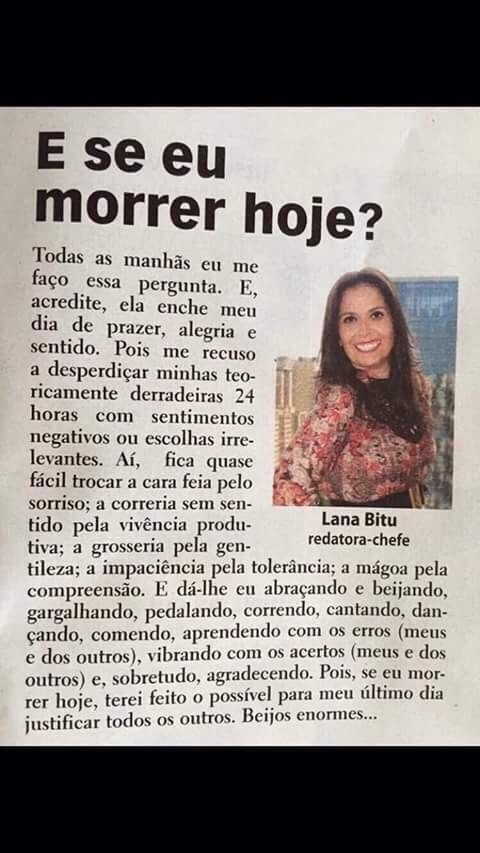 E se eu
morrer hoje?
Todas as manhãs eu me
faço essa pergunta. E,
acredite, ela enche meu
dia de prazer, alegria e
sentido. Pois me recuso
a desperdiçar minhas teo-
ricamente derradeiras 24
horas com sentimentos
negativos ou escolhas irre-
levantes. Aí, fica quase
fácil trocar a cara feia pelo
sorriso; a correria sem sen-
tido pela vivência produ-
tiva; a grosseria pela gen-
tileza; a impaciência pela tolerância; a mágoa pela
compreensão. E dá-lhe eu abraçando e beijando,
gargalhando, pedalando, correndo, cantando, dan-
çando, comendo, aprendendo com os erros (meus
e dos outros), vibrando com os acertos (meus e dos
outros) e, sobretudo, agradecendo. Pois, se eu mor-
rer hoje, terei feito o possível para meu último dia
justificar todos os outros. Beijos enormes...
Lana Bitu
redatora-chefe